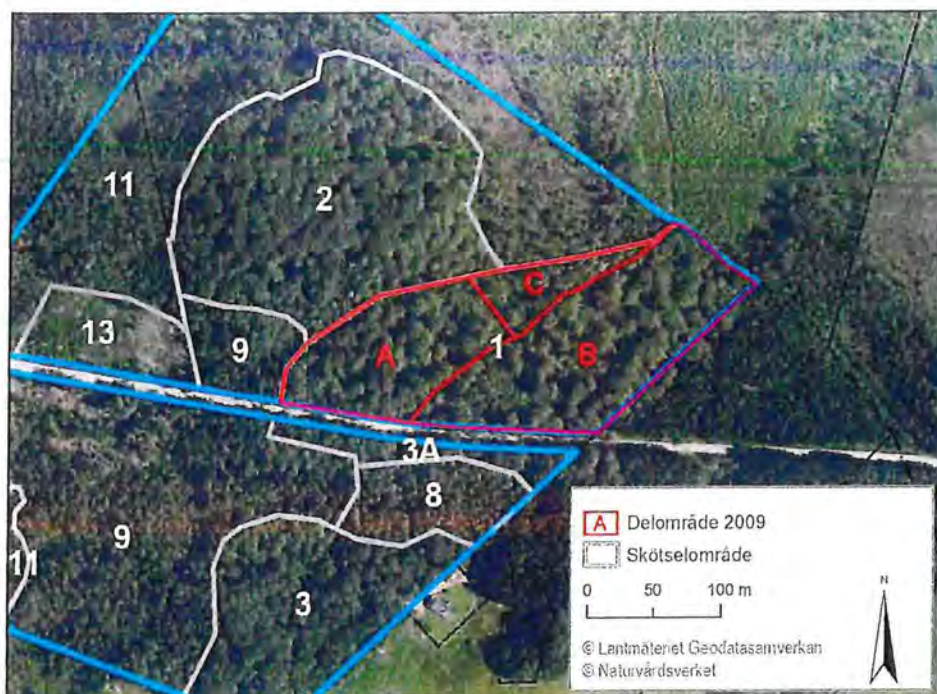 11
2
C
13
9
A
1
B
3A
8
9
11
3
A Delområde 2009
Skötselområde
0 50 100 m
N
© Lantmäteriet Geodatasamverkan
© Naturvårdsverket